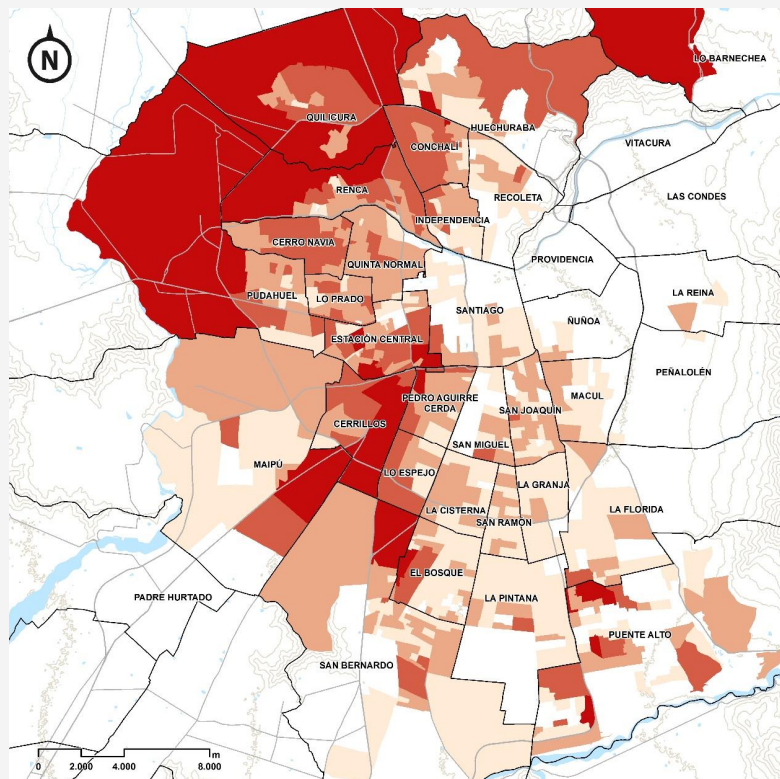 N
LO BARNECHEA
QUILICURA
HUECHURABA
VITACURA
CONCHALÍ
RENCA
RECOLETA
LAS CONDES
INDEPENDENCIA
CERRO NAVIA
PROVIDENCIA
QUINTA NORMAL
PUDAHUEL
LO PRADO
LA REINA
SANTIAGO
ÑUÑOA
ESTACIÓN CENTRAL
PEÑALOLÉN
PEDRO AGUIRRE
CERDA
MACUL
SAN JOAQUÍN
CERRILLOS
SAN MIGUEL
MAIPÚ
LO ESPEJO
LA GRANJA
LA CISTERNA
LA FLORIDA
SAN RAMÓN
EL BOSQUE
PADRE HURTADO
LA PINTANA
PUENTE ALTO
SAN BERNARDO
m
0 2.000 4.000 8.000